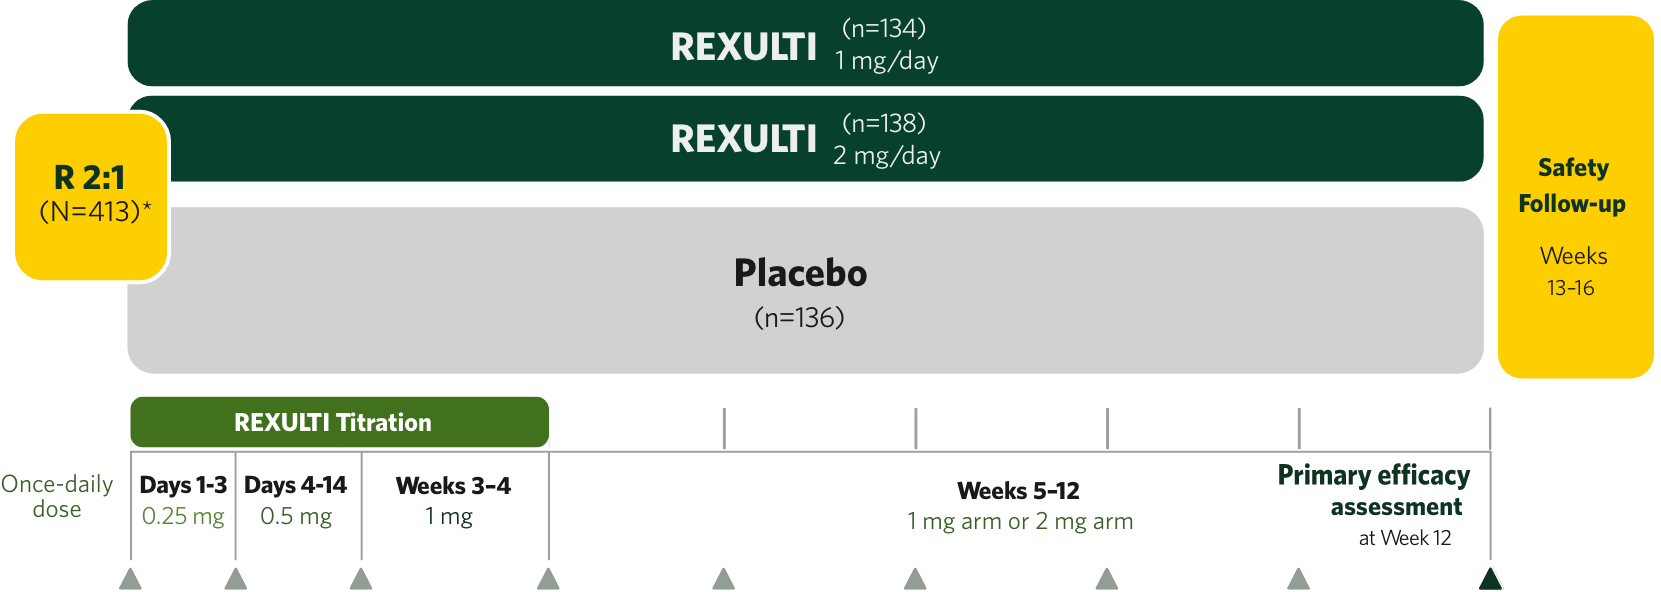 REXULTI
(n=134)
1 mg/day
REXULTI
(n=138)
2 mg/day
R 2:1
(N=413)*
Placebo
(n=136)
Safety
Follow-up
Weeks
13–16
REXULTI Titration
Once-daily
dose
Days 1-3
0.25 mg
Days 4-14
0.5 mg
Weeks 3–4
1 mg
Weeks 5–12
1 mg arm or 2 mg arm
Primary efficacy
assessment
at Week 12